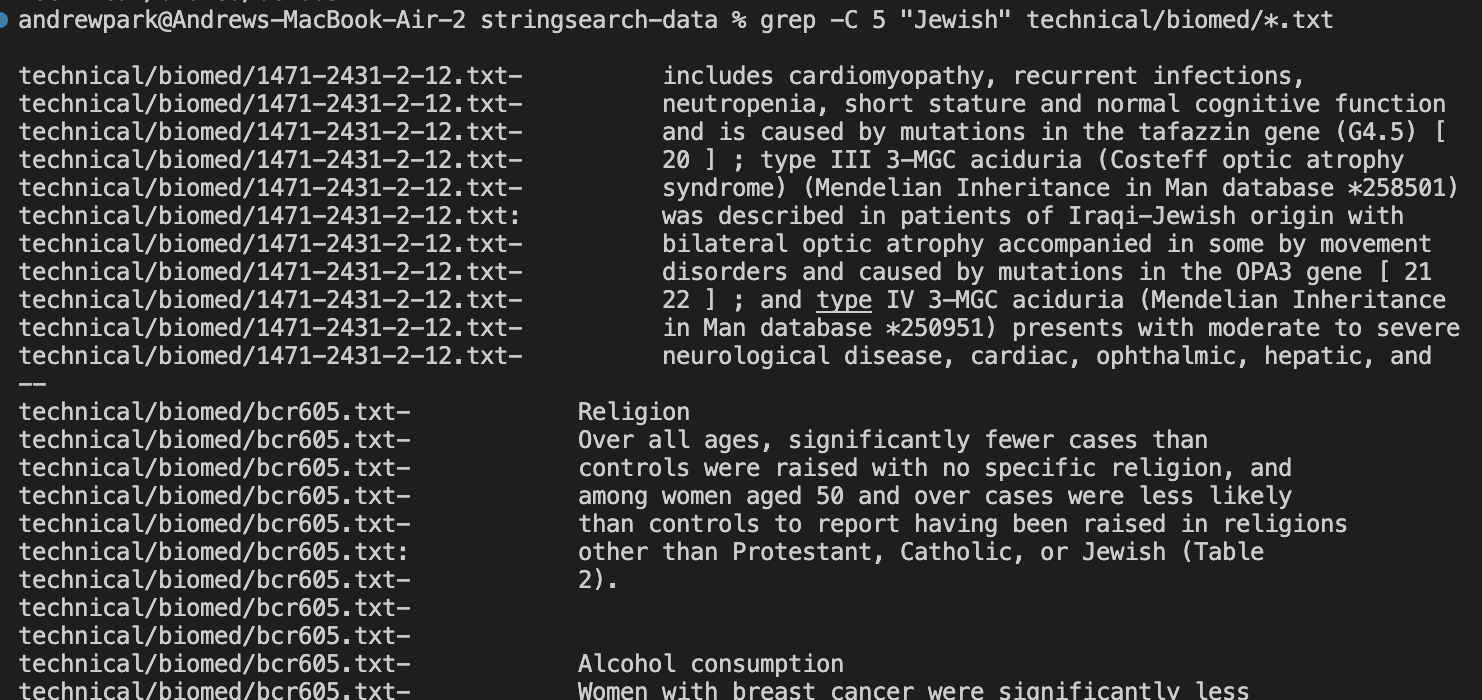 andrewpark@Andrews-MacBook-Air-2 stringsearch-data % grep -C 5 "Jewish" technical/biomed/*.txt
technical/biomed/1471-2431-2-12.txt- includes cardiomyopathy, recurrent infections,
technical/biomed/1471-2431-2-12.txt- neutropenia, short stature and normal cognitive function
technical/biomed/1471-2431-2-12.txt- and is caused by mutations in the tafazzin gene (G4.5) [
technical/biomed/1471-2431-2-12.txt- 20 ] ; type III 3-MGC aciduria (Costeff optic atrophy
technical/biomed/1471-2431-2-12.txt- syndrome) (Mendelian Inheritance in Man database *258501)
technical/biomed/1471-2431-2-12.txt: was described in patients of Iraqi-Jewish origin with
technical/biomed/1471-2431-2-12.txt- bilateral optic atrophy accompanied in some by movement
technical/biomed/1471-2431-2-12.txt- disorders and caused by mutations in the OPA3 gene [ 21
technical/biomed/1471-2431-2-12.txt- 22 ] ; and type IV 3-MGC aciduria (Mendelian Inheritance
technical/biomed/1471-2431-2-12.txt- in Man database *250951) presents with moderate to severe
technical/biomed/1471-2431-2-12.txt- neurological disease, cardiac, ophthalmic, hepatic, and
--
technical/biomed/bcr605.txt- Religion
technical/biomed/bcr605.txt- Over all ages, significantly fewer cases than
technical/biomed/bcr605.txt- controls were raised with no specific religion, and
technical/biomed/bcr605.txt- among women aged 50 and over cases were less likely
technical/biomed/bcr605.txt- than controls to report having been raised in religions
technical/biomed/bcr605.txt: other than Protestant, Catholic, or Jewish (Table
technical/biomed/bcr605.txt- 2).
technical/biomed/bcr605.txt-
technical/biomed/bcr605.txt-
technical/biomed/bcr605.txt- Alcohol consumption
technical/biomed/bcr605.txt- Women with breast cancer were significantly less